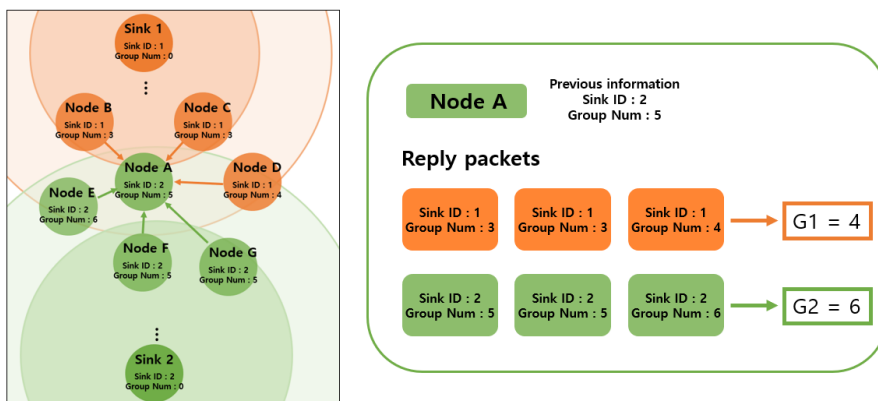 Sink 1
Sink ID : 1
Group Num : 0
⋮
Node B
Sink ID : 1
Group Num : 3
Node C
Sink ID : 1
Group Num : 3
Node A
Sink ID : 2
Group Num : 5
Node D
Sink ID : 1
Group Num : 4
Node E
Sink ID : 2
Group Num : 6
Node F
Sink ID : 2
Group Num : 5
Node G
Sink ID : 2
Group Num : 5
⋮
Sink 2
Sink ID : 2
Group Num : 0
Node A
Previous information
Sink ID : 2
Group Num : 5
Reply packets
Sink ID : 1
Group Num : 3
Sink ID : 1
Group Num : 3
Sink ID : 1
Group Num : 4
G1 = 4
Sink ID : 2
Group Num : 5
Sink ID : 2
Group Num : 5
Sink ID : 2
Group Num : 6
G2 = 6